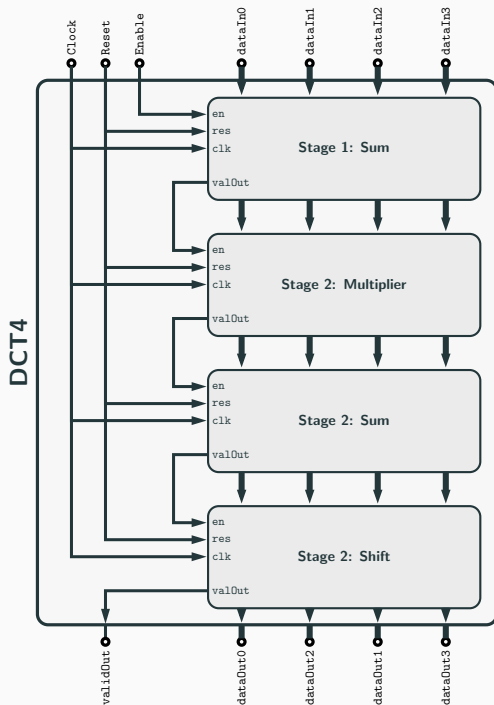 Clock
Reset
Enable
dataIn0
dataIn1
dataIn2
dataIn3
DCT4
en
res
clk
valOut
Stage 1: Sum
en
res
clk
valOut
Stage 2: Multiplier
en
res
clk
valOut
Stage 2: Sum
en
res
clk
valOut
Stage 2: Shift
validOut
dataOut0
dataOut2
dataOut1
dataOut3